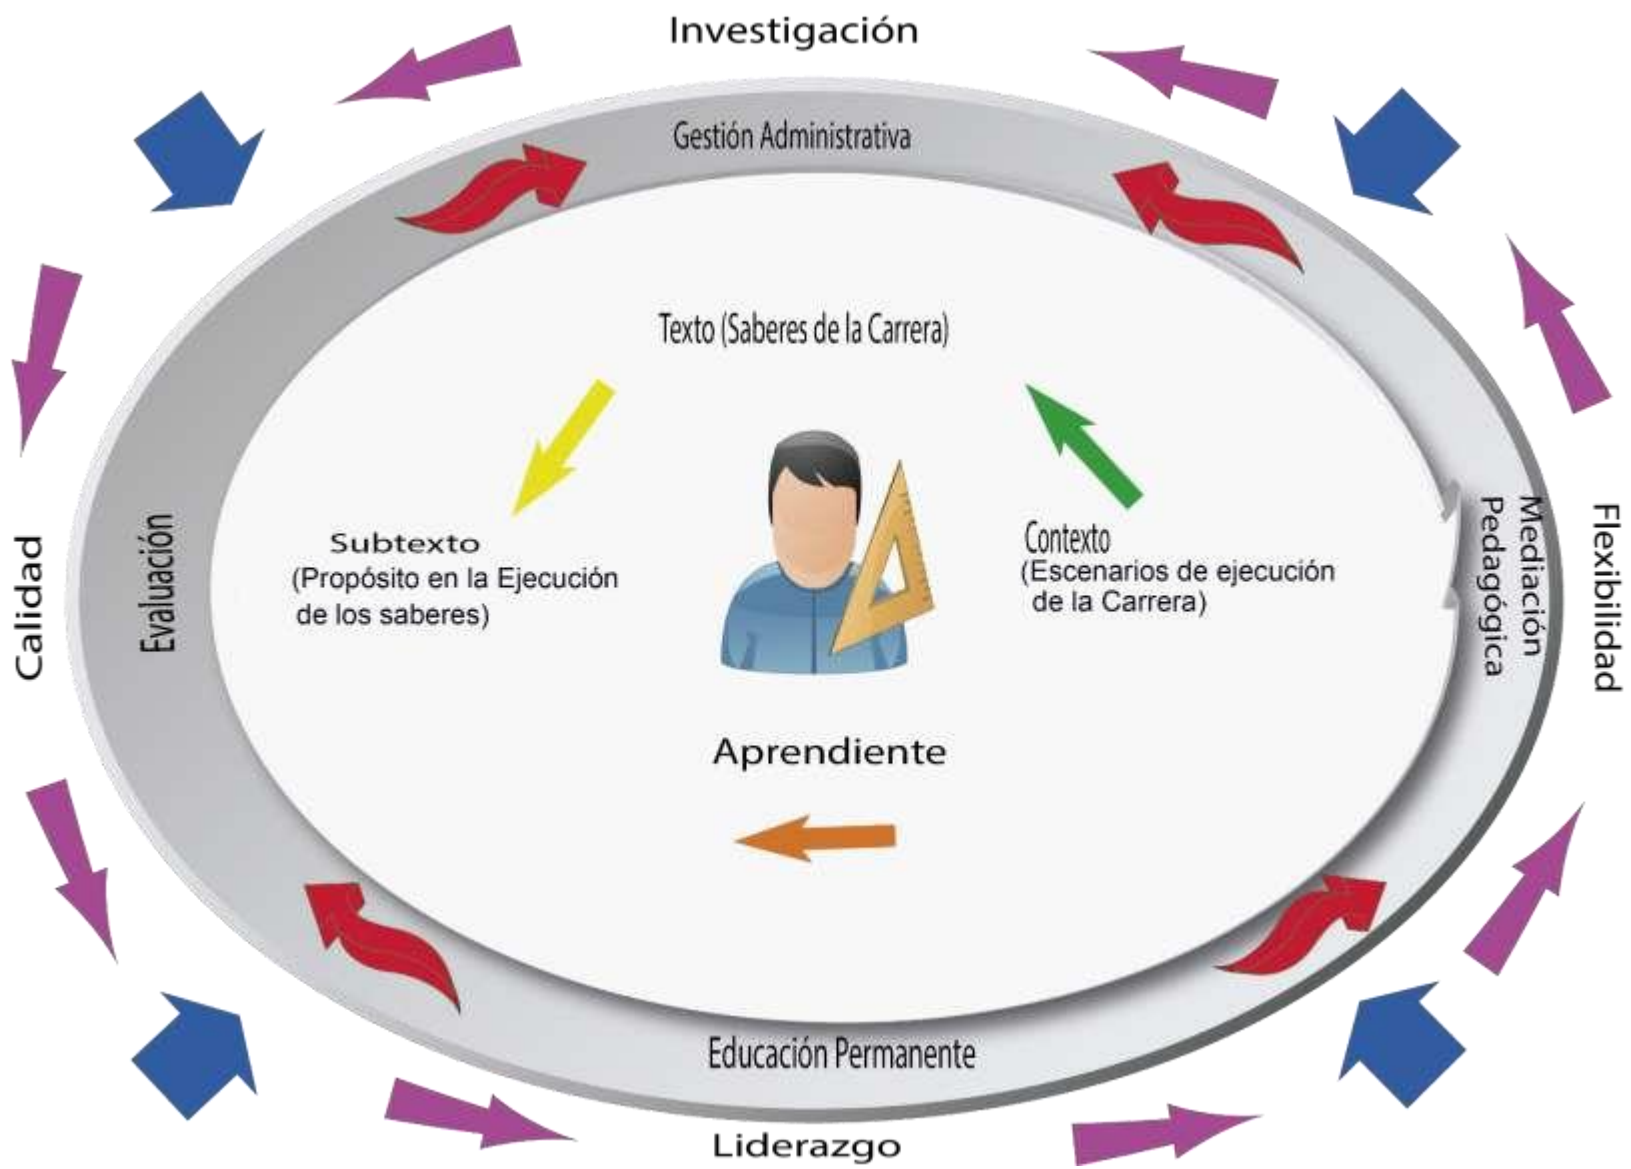 Investigación
Gestión Administrativa
Texto (Saberes de la Carrera)
Subtexto
(Propósito en la Ejecución
de los saberes)
Contexto
(Escenarios de ejecución
de la Carrera)
Evaluación
Calidad
Mediación
Pedagógica
Flexibilidad
Aprendiente
Educación Permanente
Liderazgo